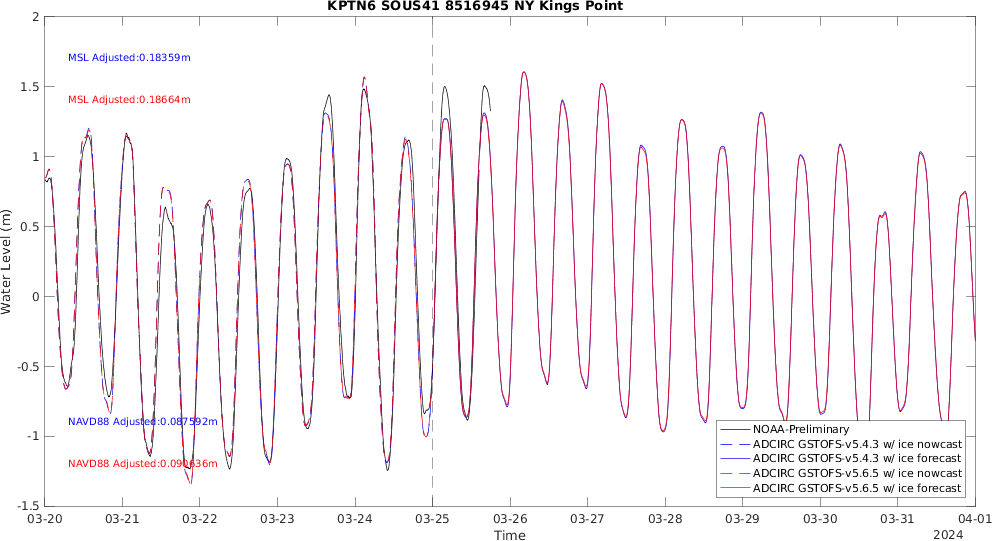 KPTN6 SOUS41 8516945 NY Kings Point
2
1.5
1
0.5
0
-0.5
-1
-1.5
Water Level (m)
MSL Adjusted:0.18359m
MSL Adjusted:0.18664m
NAVD88 Adjusted:0.087592m
NAVD88 Adjusted:0.090636m
NOAA-Preliminary
ADCIRC GSTOFS-v5.4.3 w/ ice nowcast
ADCIRC GSTOFS-v5.4.3 w/ ice forecast
ADCIRC GSTOFS-v5.6.5 w/ ice nowcast
ADCIRC GSTOFS-v5.6.5 w/ ice forecast
03-20 03-21 03-22 03-23 03-24 03-25 03-26 03-27 03-28 03-29 03-30 03-31 04-01
Time
2024